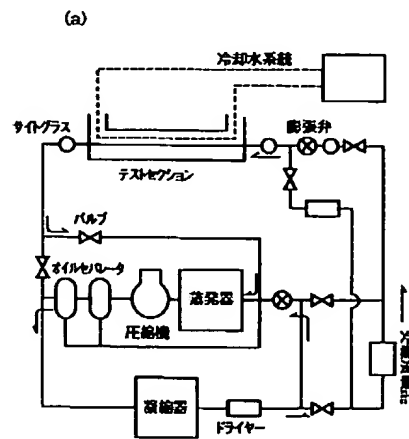 (a)
冷却水系統
サイトグラス
膨張弁
テストセクション
バルブ
オイルセパレータ
蒸発器
圧縮機
凝縮器
ドライヤー